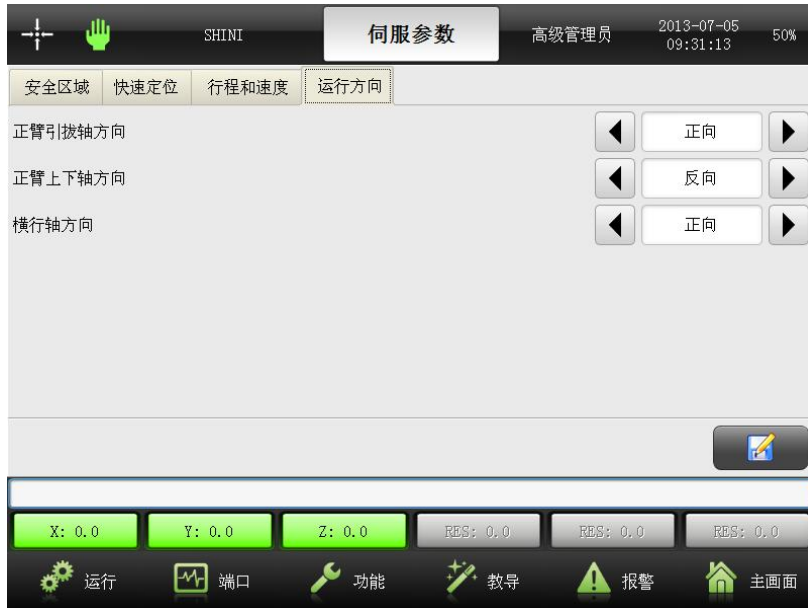 SHINI 伺服参数 高级管理员 2013-07-05 09:31:13 50%
安全区域 快速定位 行程和速度 运行方向
正臂引拔轴方向 正向
正臂上下轴方向 反向
横行轴方向 正向
X: 0.0 Y: 0.0 Z: 0.0 RES: 0.0 RES: 0.0 RES: 0.0
运行 端口 功能 教导 报警 主画面